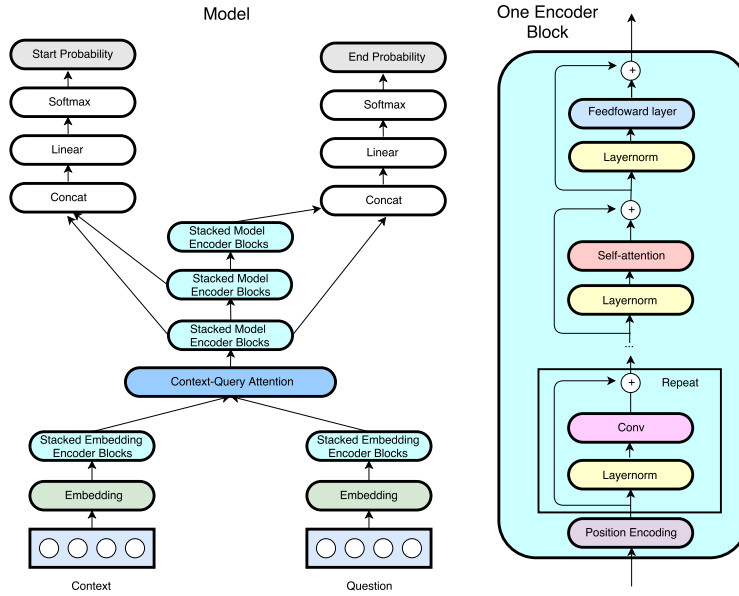 Model
One Encoder
Block
Start Probability
Softmax
Linear
Concat
End Probability
Softmax
Linear
Concat
Stacked Model
Encoder Blocks
Stacked Model
Encoder Blocks
Stacked Model
Encoder Blocks
Context-Query Attention
Stacked Embedding
Encoder Blocks
Stacked Embedding
Encoder Blocks
Embedding
Embedding
Context
Question
+
Feedfoward layer
Layernorm
+
Self-attention
Layernorm
...
+
Repeat
Conv
Layernorm
Position Encoding